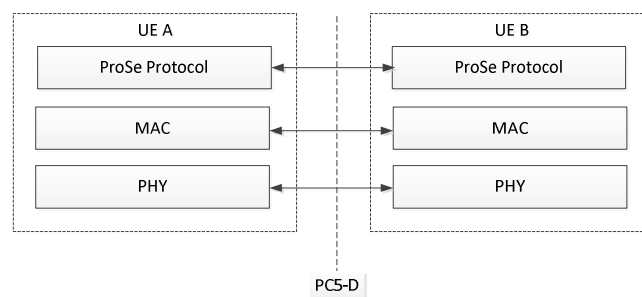 UE A
UE B
ProSe Protocol
ProSe Protocol
MAC
MAC
PHY
PHY
PC5-D